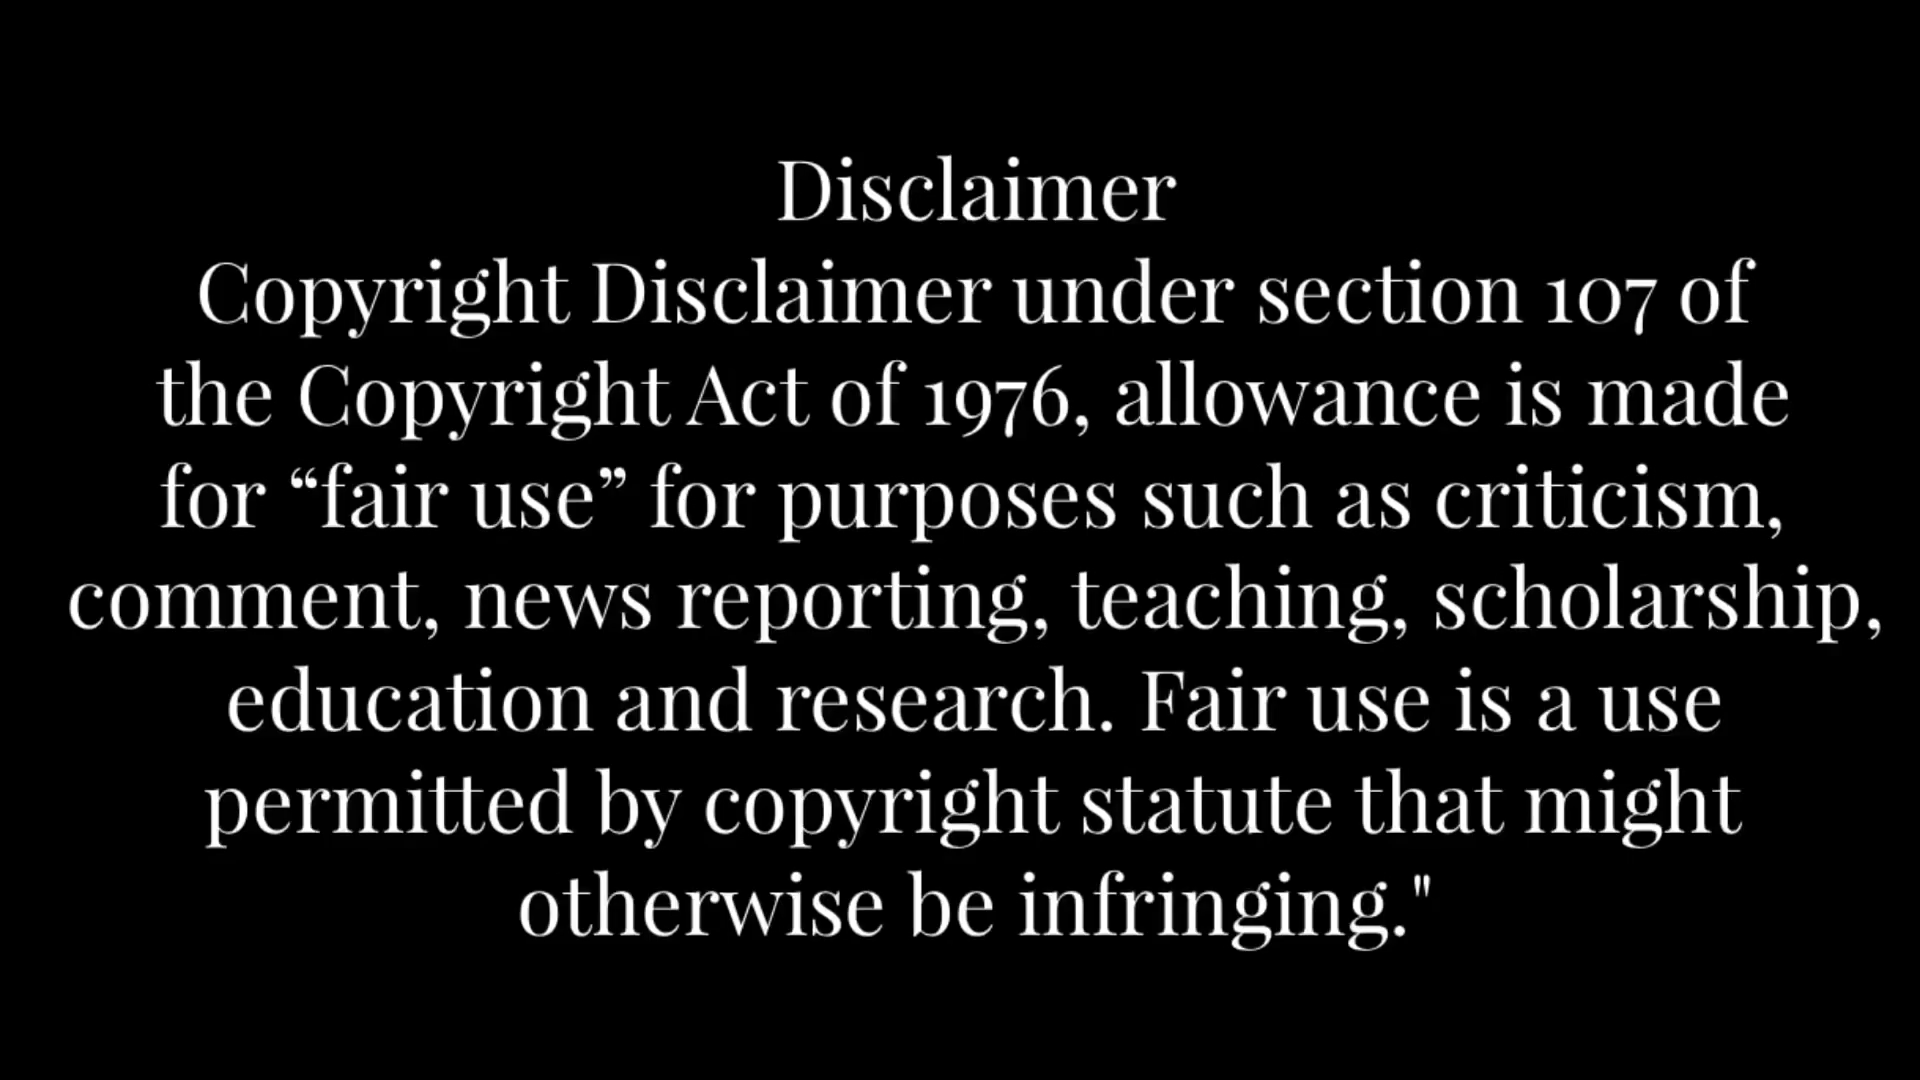 Disclaimer
Copyright Disclaimer under section 107 of
the Copyright Act of 1976, allowance is made
for “fair use” for purposes such as criticism,
comment, news reporting, teaching, scholarship,
education and research. Fair use is a use
permitted by copyright statute that might
otherwise be infringing."